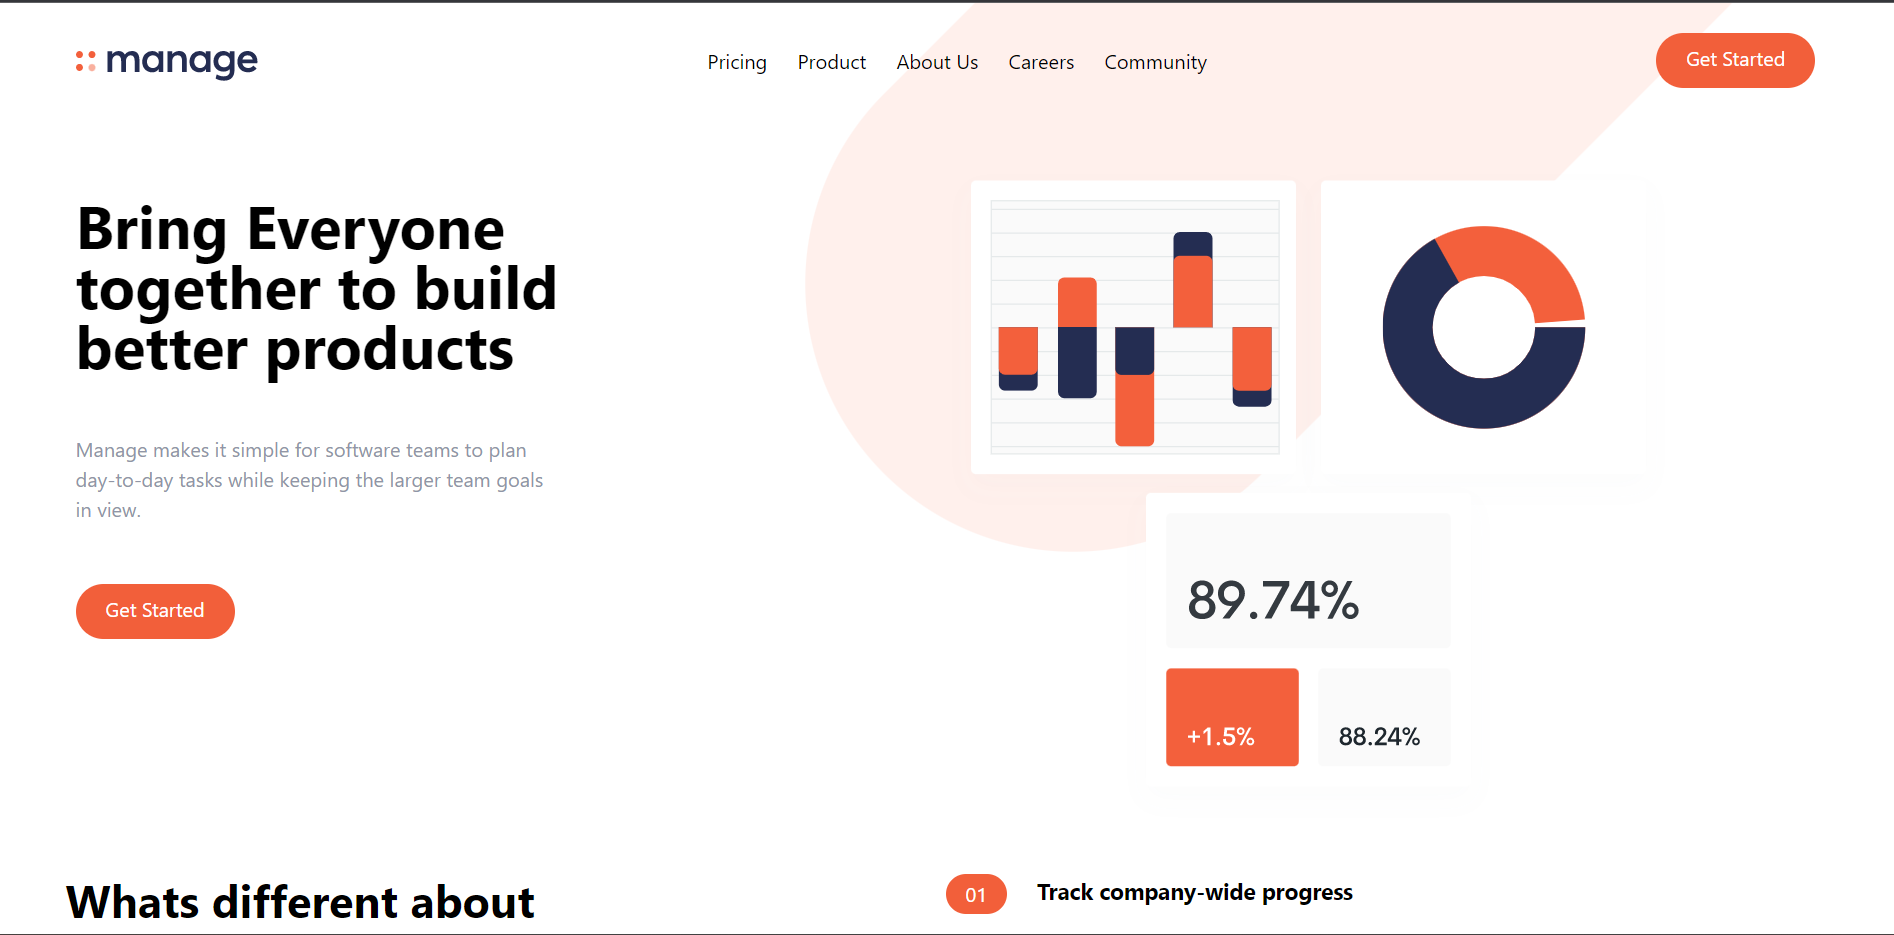 manage
Pricing
Product
About Us
Careers
Community
Get Started
Bring Everyone
together to build
better products
Manage makes it simple for software teams to plan
day-to-day tasks while keeping the larger team goals
in view.
Get Started
89.74%
+1.5%
88.24%
Whats different about
01
Track company-wide progress